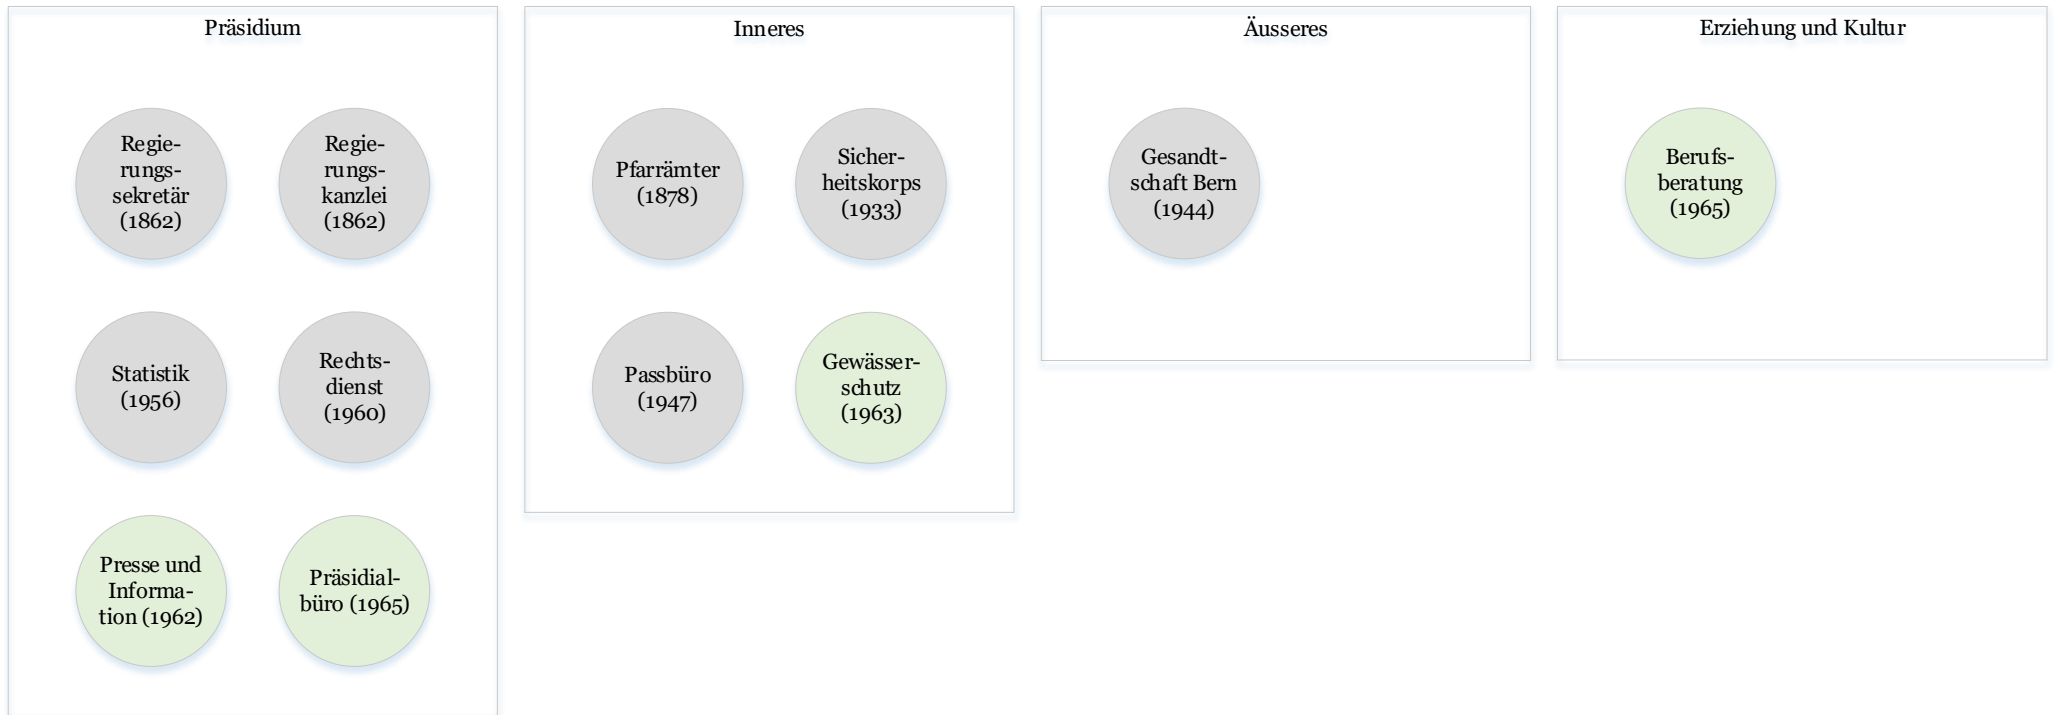 Präsidium
Regie-
rungs-
sekretär
(1862)
Regie-
rungs-
kanzlei
(1862)
Statistik
(1956)
Rechts-
dienst
(1960)
Presse und
Informa-
tion (1962)
Präsidial-
büro (1965)
Inneres
Pfarrämter
(1878)
Sicher-
heitskorps
(1933)
Passbüro
(1947)
Gewässer-
schutz
(1963)
Äusseres
Gesandt-
schaft Bern
(1944)
Erziehung und Kultur
Berufs-
beratung
(1965)